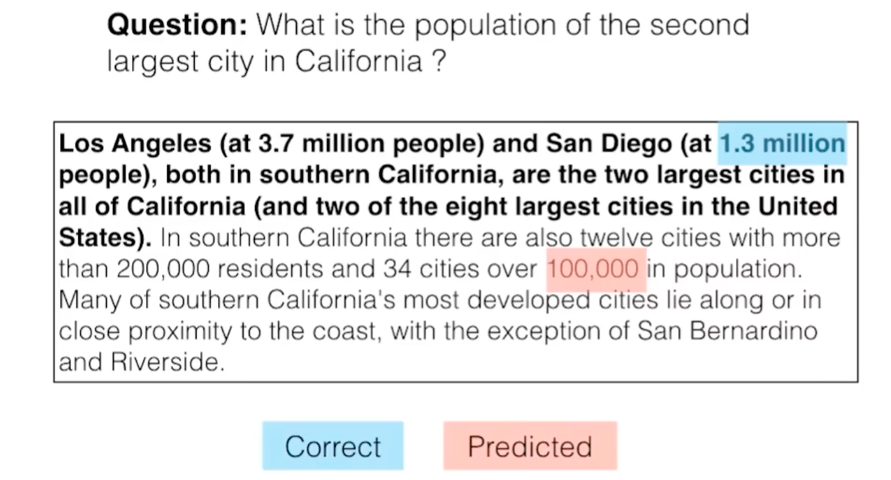 Question: What is the population of the second
largest city in California ?
Los Angeles (at 3.7 million people) and San Diego (at 1.3 million
people), both in southern California, are the two largest cities in
all of California (and two of the eight largest cities in the United
States). In southern California there are also twelve cities with more
than 200,000 residents and 34 cities over 100,000 in population.
Many of southern California's most developed cities lie along or in
close proximity to the coast, with the exception of San Bernardino
and Riverside.
Correct Predicted